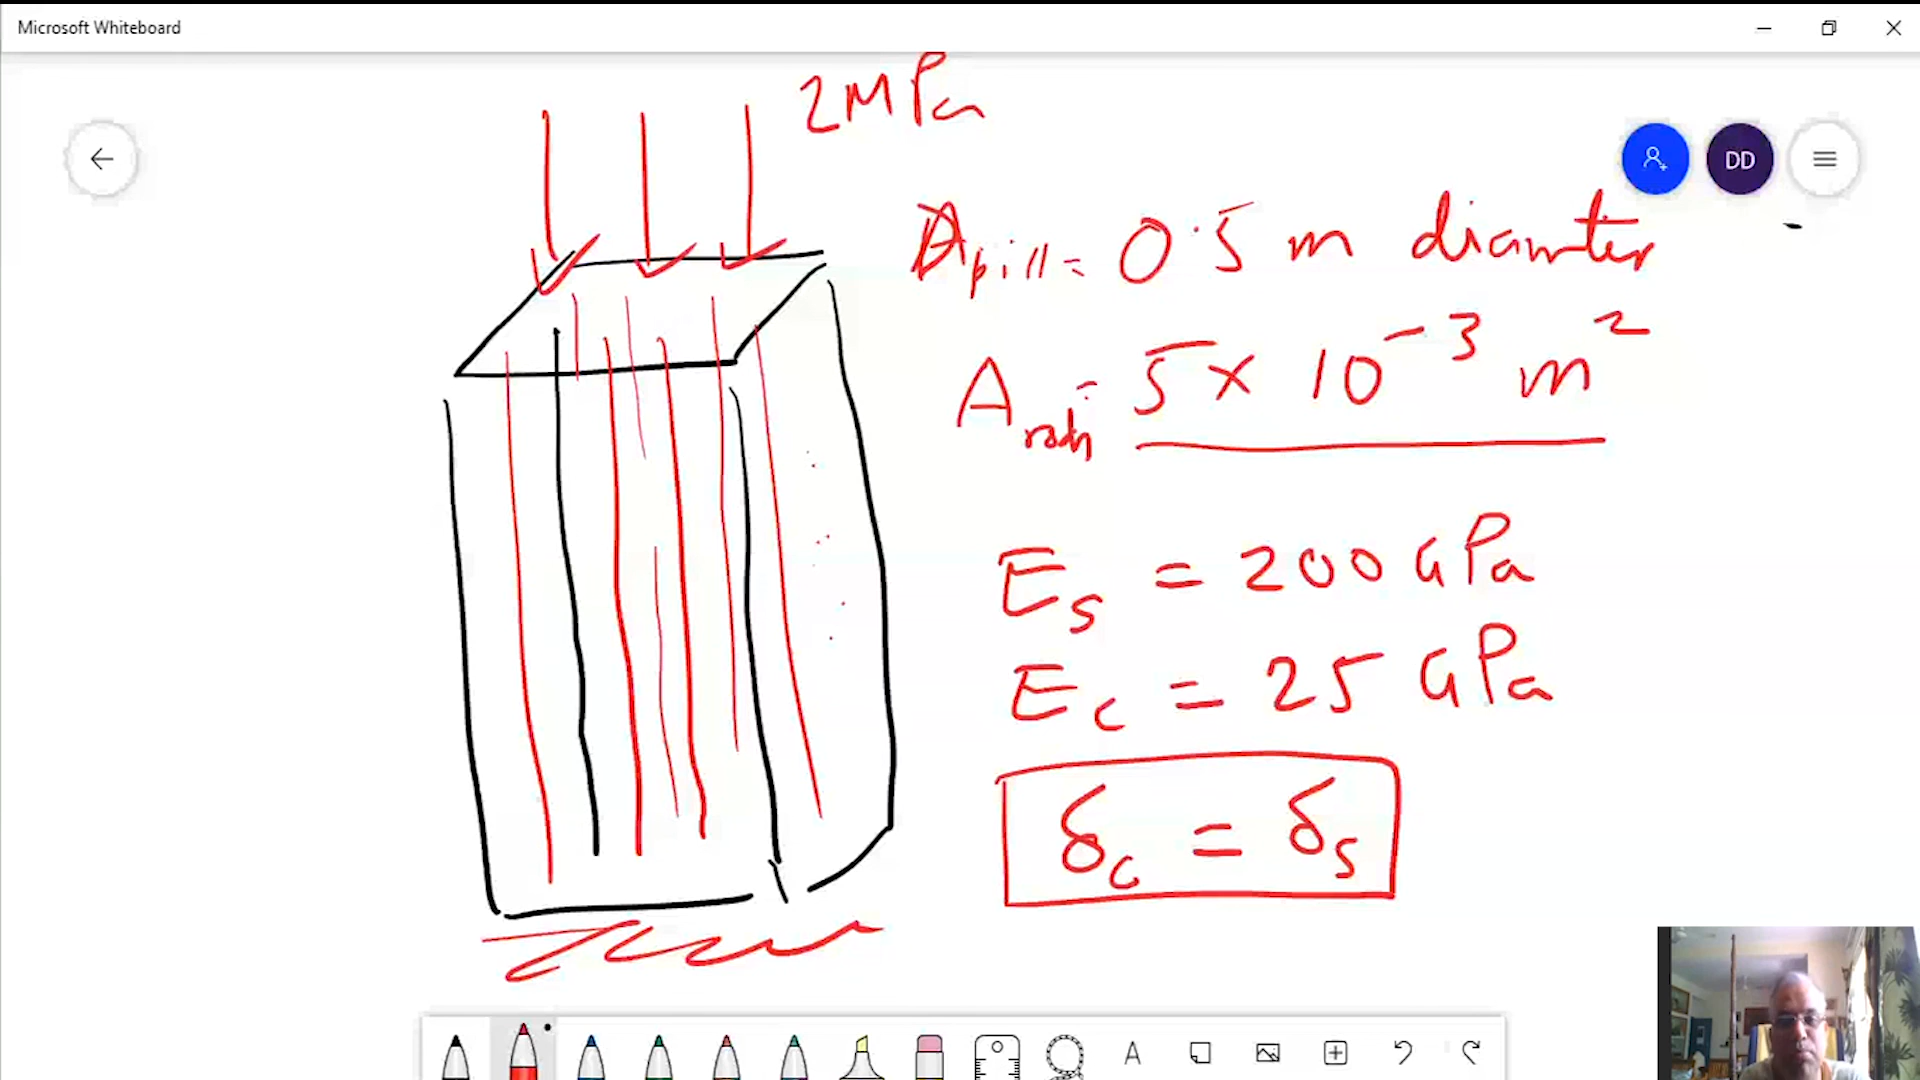 Microsoft Whiteboard
2MPa
DD
Apill = 0.5 m diamter
Arods = 5 x 10⁻³ m²
Es = 200 GPa
Ec = 25 GPa
δc = δs
A